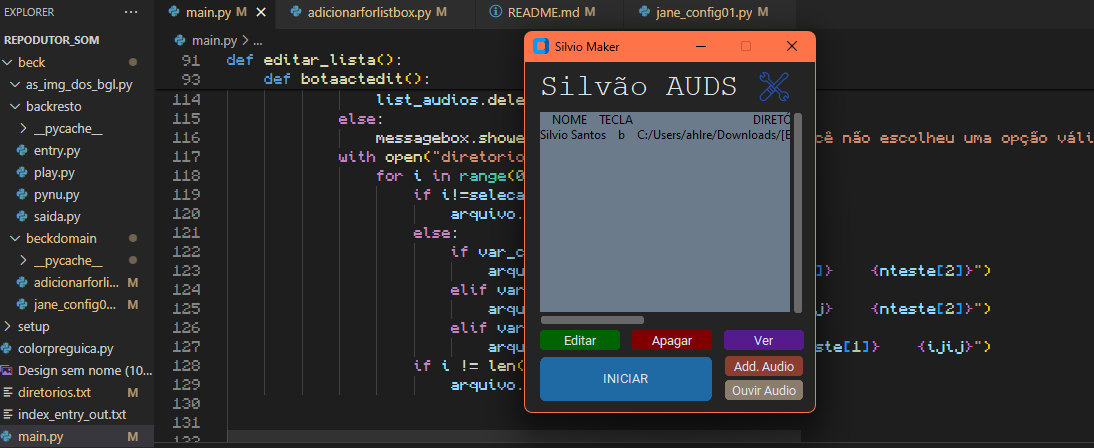 EXPLORER ···
REPODUTOR_SOM
beck
as_img_dos_bgl.py
backresto
__pycache__
entry.py
play.py
pynu.py
saida.py
beckdomain
__pycache__
adicionarforli... M
jane_config0... M
setup
colorpreguica.py
Design sem nome (10...
diretorios.txt M
index_entry_out.txt
main.py M
main.py M
adicionarforlistbox.py M
README.md M
jane_config01.py M
main.py > ...
91 def editar_lista():
93 def botaactedit():
114 list_audios.dele
115 else:
116 messagebox.showe cê não escolheu uma opção váli
117 with open("diretorio
118 for i in range(0
119 if i!=seleca
120 arquivo.
121 else:
122 if var_c
123 arqu ]} {nteste[2]}")
124 elif var
125 arqu j} {nteste[2]}")
126 elif var
127 arqu ste[1]} {ijij}")
128 if i != len(
129 arquivo.
130
131
Silvio Maker
Silvão AUDS
NOME TECLA DIRETÓ
Silvio Santos b C:/Users/ahlre/Downloads/[E
Editar Apagar Ver
INICIAR
Add. Audio
Ouvir Audio